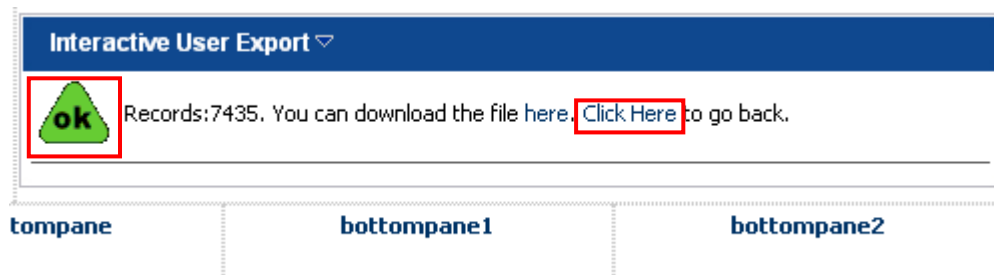 Interactive User Export
ok
Records:7435. You can download the file here. Click Here to go back.
tompane bottompane1 bottompane2